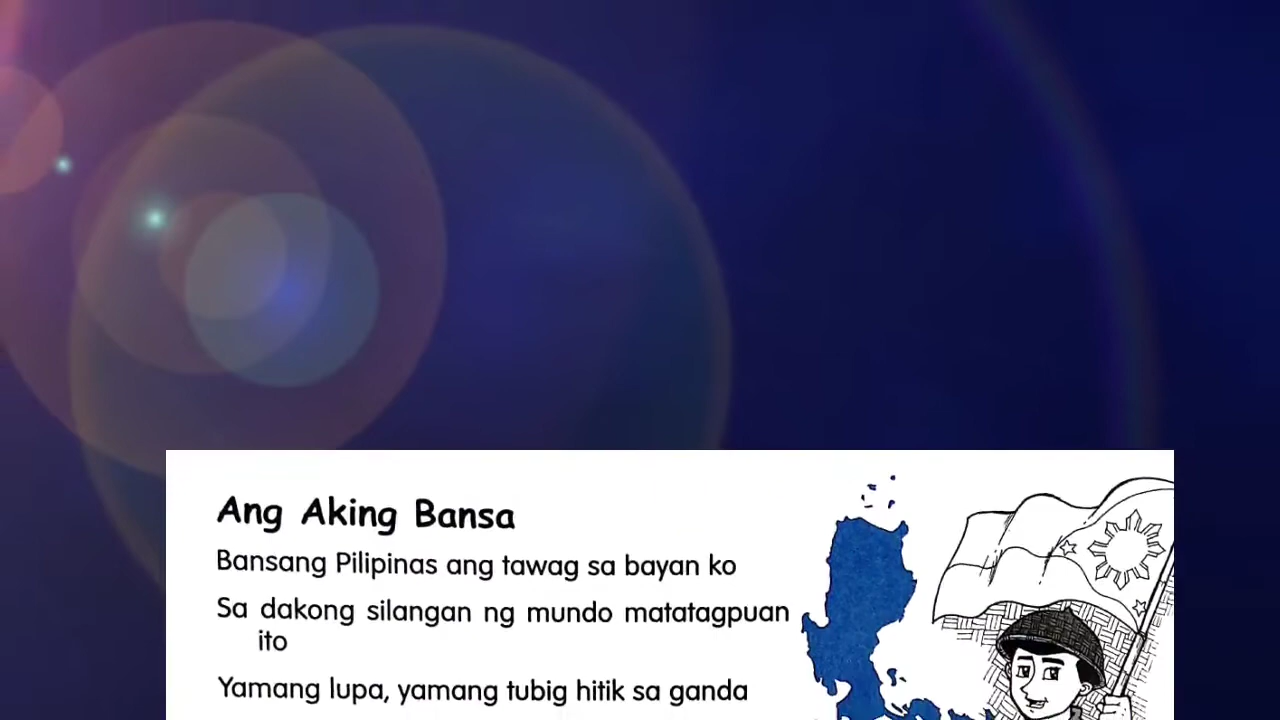 Ang Aking Bansa
Bansang Pilipinas ang tawag sa bayan ko
Sa dakong silangan ng mundo matatagpuan
ito
Yamang lupa, yamang tubig hitik sa ganda